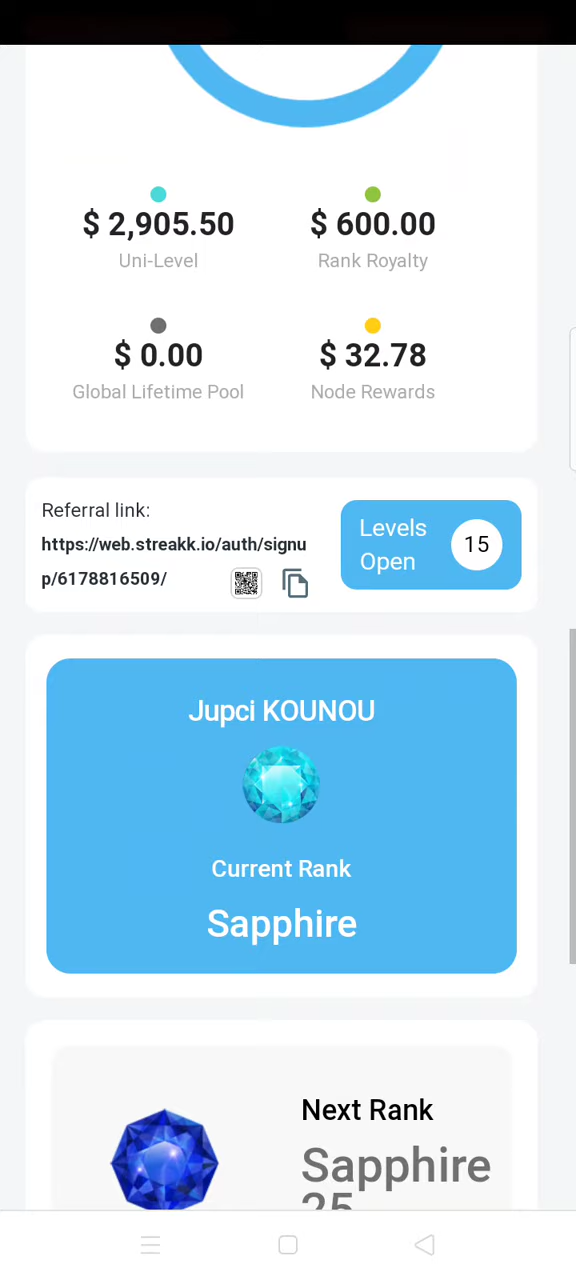 $ 2,905.50
Uni-Level
$ 600.00
Rank Royalty
$ 0.00
Global Lifetime Pool
$ 32.78
Node Rewards
Referral link:
https://web.streakk.io/auth/signu
p/6178816509/
Levels
Open
15
Jupci KOUNOU
Current Rank
Sapphire
Next Rank
Sapphire
25